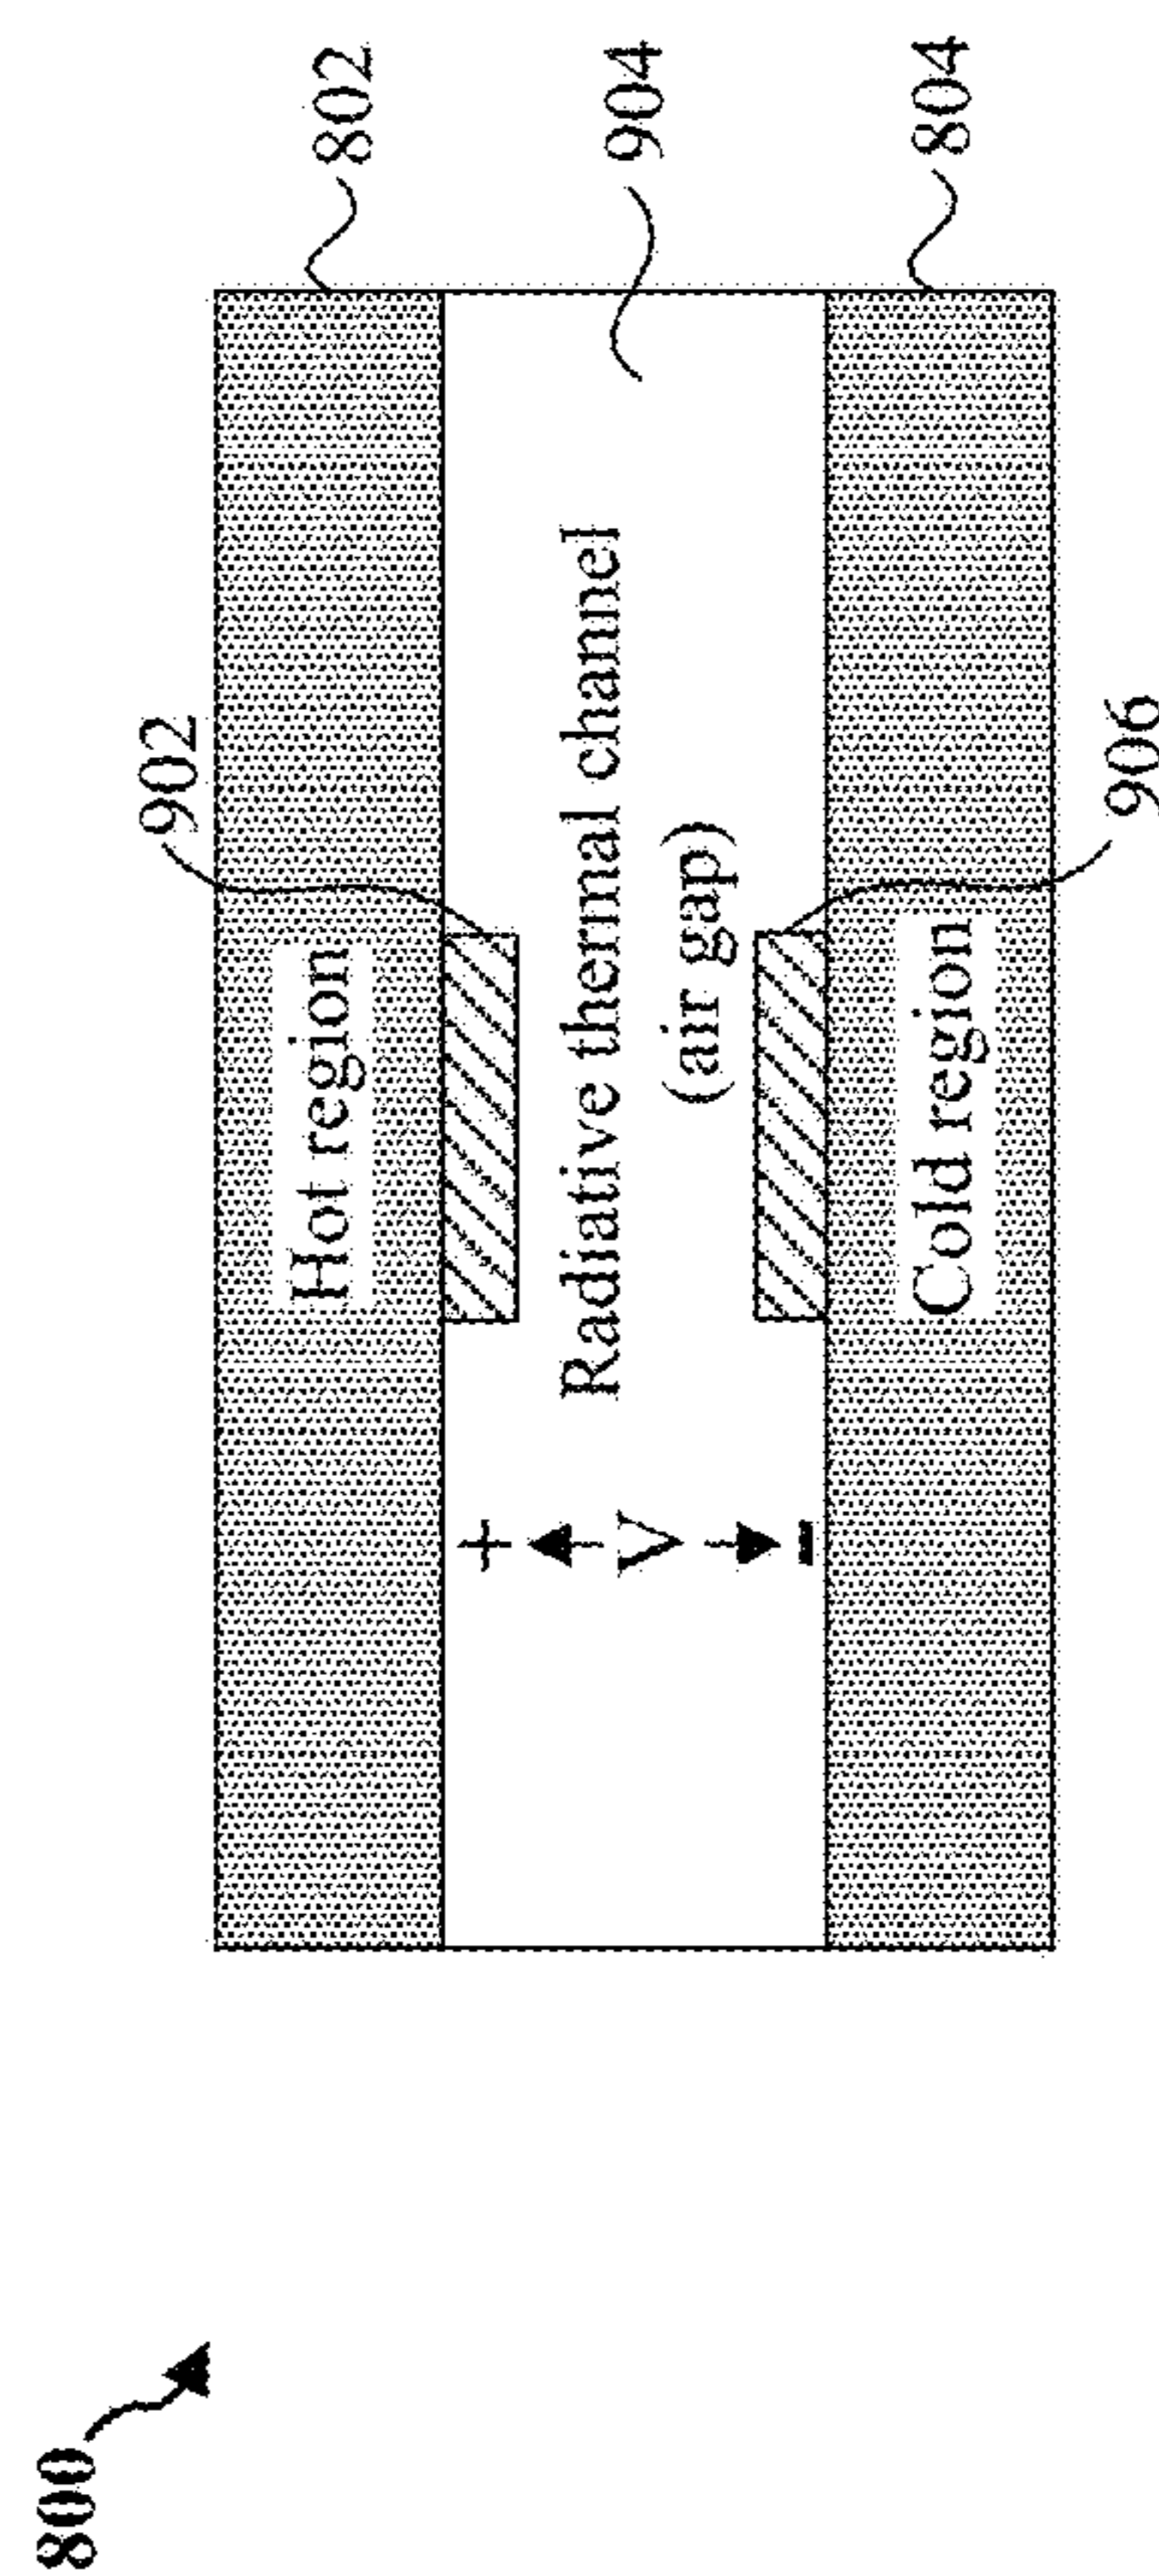 800
902
Hot region
802
+
V
-
Radiative thermal channel
(air gap)
904
Cold region
804
906